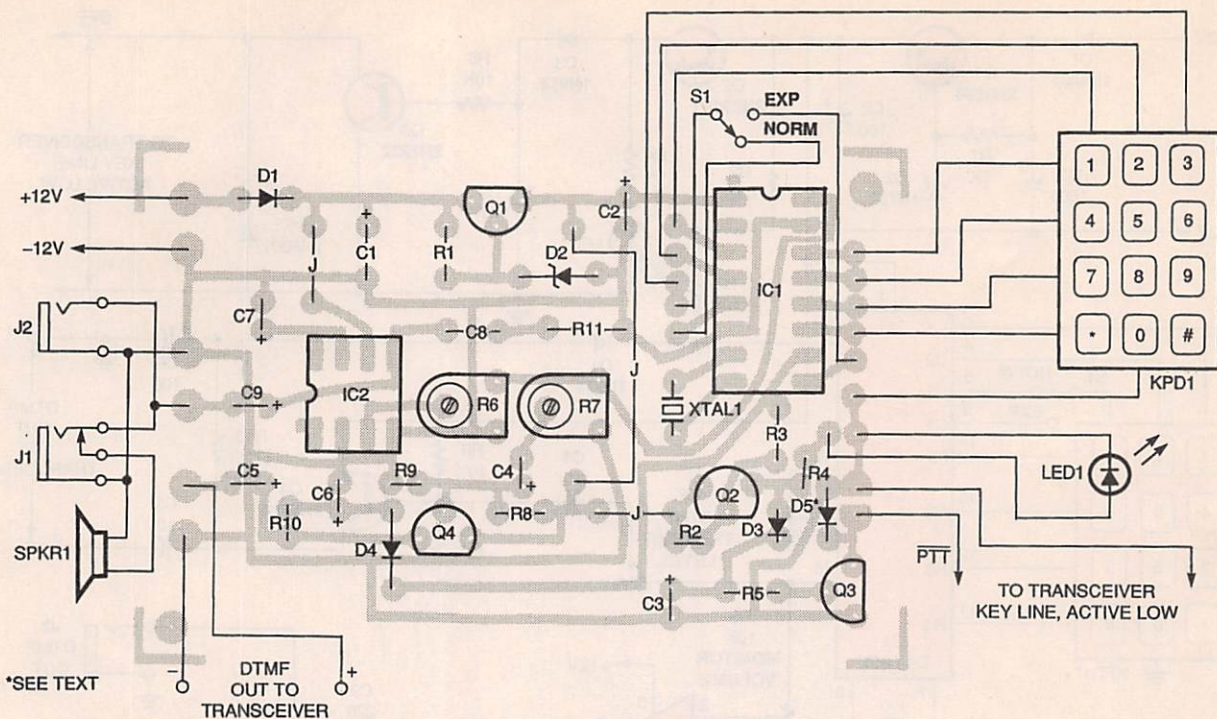 S1
EXP
NORM
1 2 3
4 5 6
7 8 9
* 0 #
KPD1
+12V
D1
Q1
C2
−12V
J
C1
R1
D2
IC1
J2
C7
C8
R11
J
IC2
R6
R7
XTAL1
C9
J1
R3
LED1
C5
C6
R9
C4
R4
R10
R8
J
Q2
D5*
SPKR1
D4
Q4
R2
D3
PTT
C3
R5
Q3
TO TRANSCEIVER
KEY LINE, ACTIVE LOW
*SEE TEXT
− DTMF +
OUT TO
TRANSCEIVER